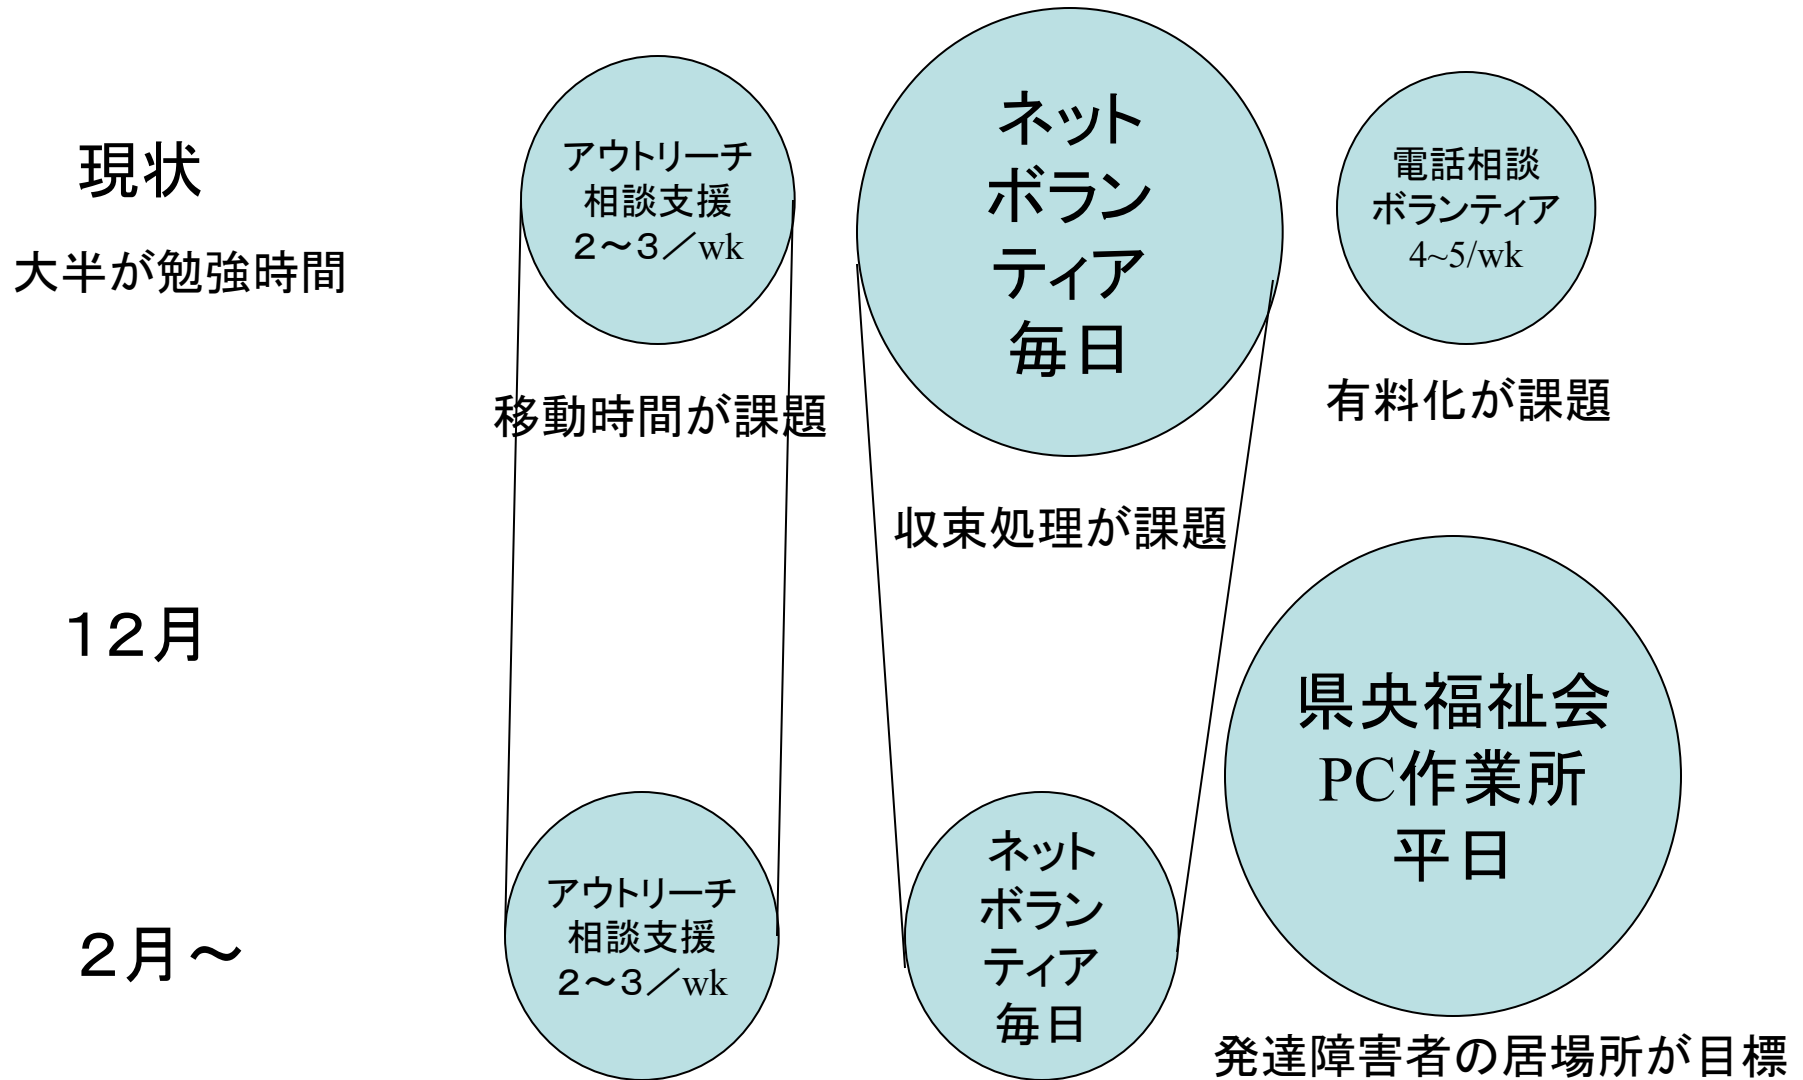 現状
大半が勉強時間
アウトリーチ
相談支援
２～３／wk
移動時間が課題
ネット
ボラン
ティア
毎日
収束処理が課題
電話相談
ボランティア
4~5/wk
有料化が課題
１２月
県央福祉会
PC作業所
平日
発達障害者の居場所が目標
２月～
アウトリーチ
相談支援
２～３／wk
ネット
ボラン
ティア
毎日